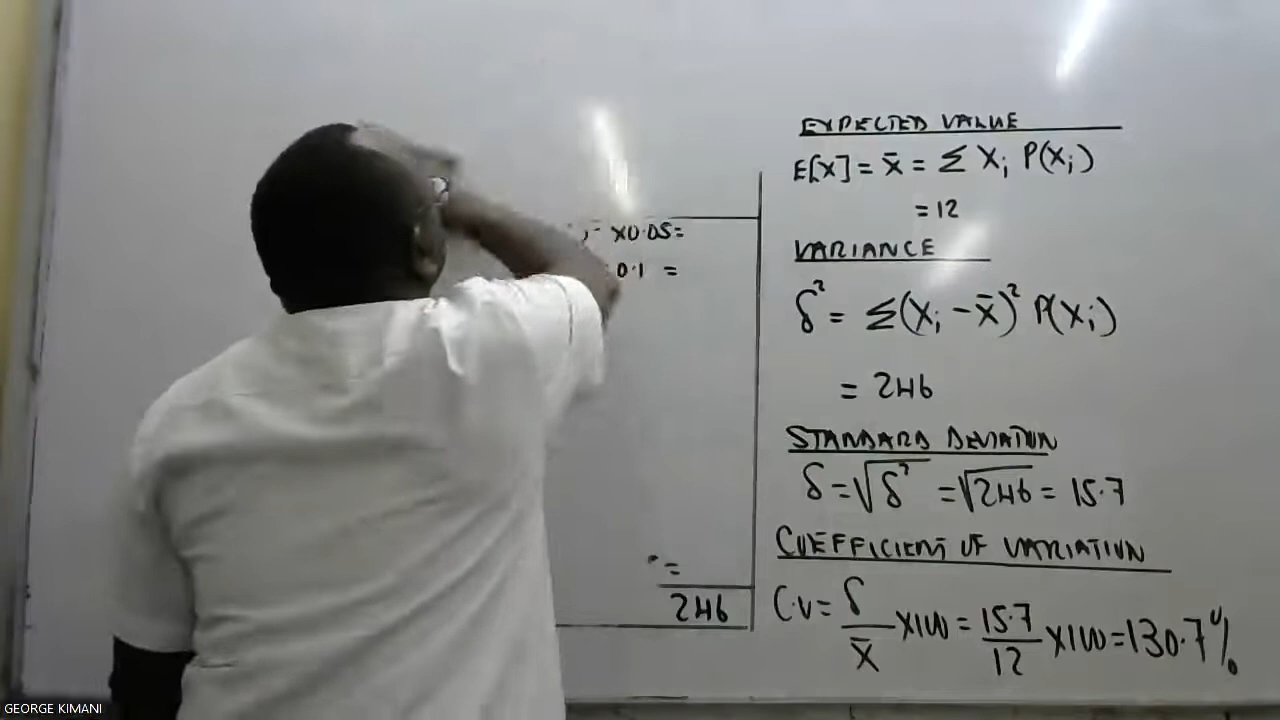 EXPECTED VALUE
E[X] = x̄ = Σ Xi P(Xi)
= 12
VARIANCE
δ² = Σ(Xi - x̄)² P(Xi)
= 246
STANDARD DEVIATION
δ = √δ² = √246 = 15.7
COEFFICIENT OF VARIATION
C.V = δ/x̄ X100 = 15.7/12 X100 = 130.7%
X0.05=
0.1 =
=
246
GEORGE KIMANI